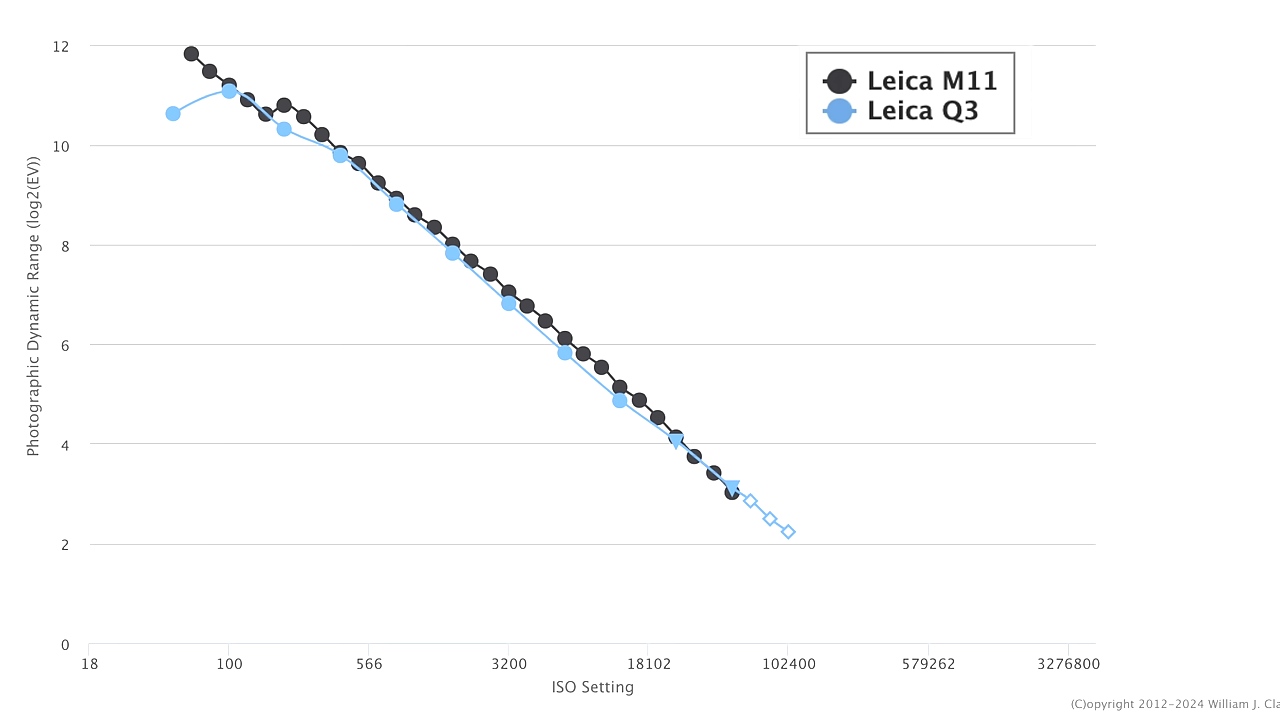 12
10
8
6
4
2
0
Photographic Dynamic Range (log2(EV))
Leica M11
Leica Q3
18 100 566 3200 18102 102400 579262 3276800
ISO Setting
(C)opyright 2012-2024 William J.